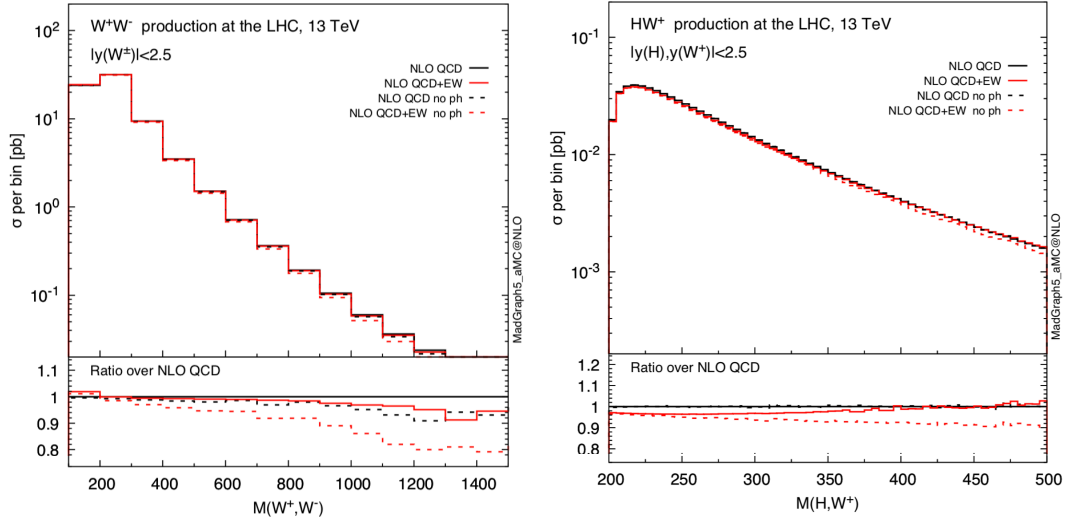 W⁺W⁻ production at the LHC, 13 TeV
|y(W±)|<2.5
NLO QCD
NLO QCD+EW
NLO QCD no ph
NLO QCD+EW no ph
σ per bin [pb]
10²
10¹
10⁰
10⁻¹
MadGraph5_aMC@NLO
Ratio over NLO QCD
1.1
1
0.9
0.8
200 400 600 800 1000 1200 1400
M(W⁺,W⁻)
HW⁺ production at the LHC, 13 TeV
|y(H),y(W⁺)|<2.5
NLO QCD
NLO QCD+EW
NLO QCD no ph
NLO QCD+EW no ph
σ per bin [pb]
10⁻¹
10⁻²
10⁻³
MadGraph5_aMC@NLO
Ratio over NLO QCD
1.2
1.1
1
0.9
0.8
200 250 300 350 400 450 500
M(H,W⁺)